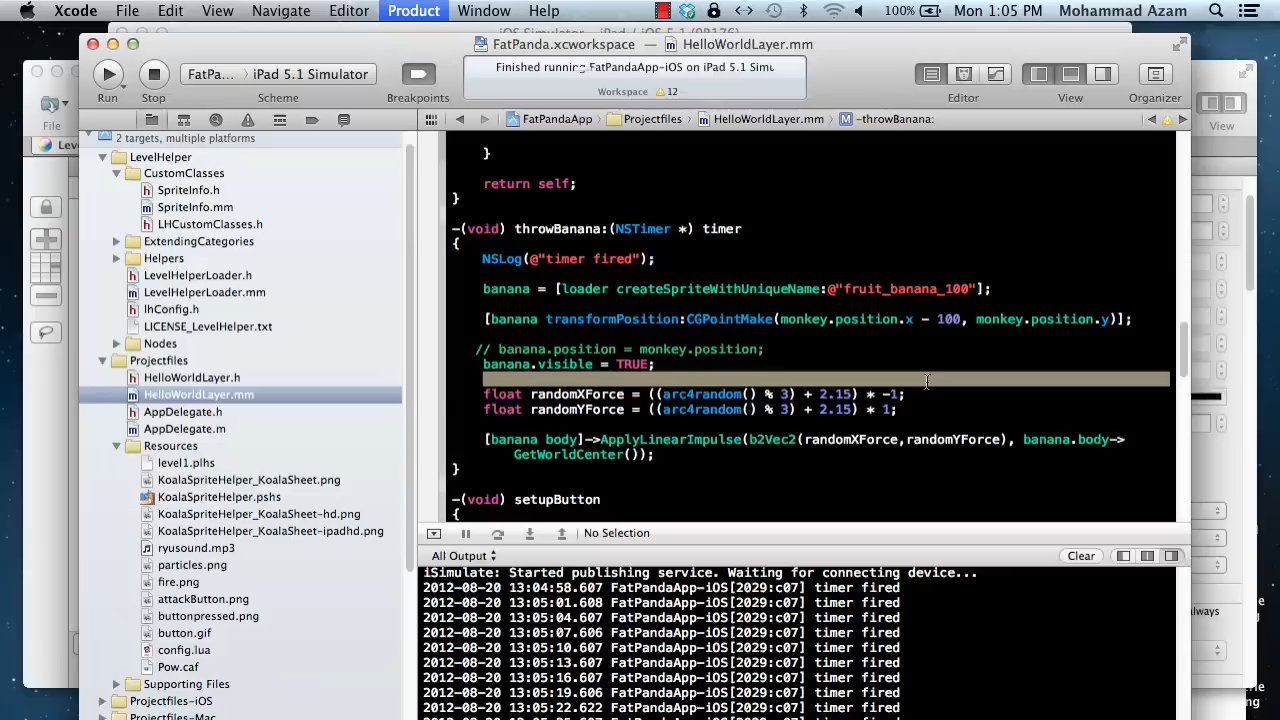 Xcode File Edit View Navigate Editor Product Window Help 100% Mon 1:05 PM Mohammad Azam
FatPanda.xcworkspace — HelloWorldLayer.mm
FatPa... iPad 5.1 Simulator
Finished running FatPandaApp-iOS on iPad 5.1 Simu
Workspace 12
Run Stop Scheme Breakpoints Editor View Organizer
File
View
2 targets, multiple platforms
FatPandaApp Projectfiles HelloWorldLayer.mm -throwBanana:
LevelHelper
CustomClasses
SpriteInfo.h
SpriteInfo.mm
LHCustomClasses.h
ExtendingCategories
Helpers
LevelHelperLoader.h
LevelHelperLoader.mm
lhConfig.h
LICENSE_LevelHelper.txt
Nodes
Projectfiles
HelloWorldLayer.h
HelloWorldLayer.mm
AppDelegate.h
AppDelegate.m
Resources
level1.plhs
KoalaSpriteHelper_KoalaSheet.png
KoalaSpriteHelper.pshs
KoalaSpriteHelper_KoalaSheet-hd.png
KoalaSpriteHelper_KoalaSheet-ipadhd.png
ryusound.mp3
particles.png
fire.png
attackButton.png
buttonpressed.png
button.gif
config.lua
Pow.caf
Supporting Files
Projectfiles-iOS
Projectfiles-Mac
}
return self;
}
-(void) throwBanana:(NSTimer *) timer
{
NSLog(@"timer fired");
banana = [loader createSpriteWithUniqueName:@"fruit_banana_100"];
[banana transformPosition:CGPointMake(monkey.position.x - 100, monkey.position.y)];
// banana.position = monkey.position;
banana.visible = TRUE;
float randomXForce = ((arc4random() % 3) + 2.15) * -1;
float randomYForce = ((arc4random() % 3) + 2.15) * 1;
[banana body]->ApplyLinearImpulse(b2Vec2(randomXForce,randomYForce), banana.body->
GetWorldCenter());
}
-(void) setupButton
{
No Selection
All Output Clear
iSimulate: Started publishing service. Waiting for connecting device...
2012-08-20 13:04:58.607 FatPandaApp-iOS[2029:c07] timer fired
2012-08-20 13:05:01.608 FatPandaApp-iOS[2029:c07] timer fired
2012-08-20 13:05:04.607 FatPandaApp-iOS[2029:c07] timer fired
2012-08-20 13:05:07.606 FatPandaApp-iOS[2029:c07] timer fired
2012-08-20 13:05:10.607 FatPandaApp-iOS[2029:c07] timer fired
2012-08-20 13:05:13.607 FatPandaApp-iOS[2029:c07] timer fired
2012-08-20 13:05:16.607 FatPandaApp-iOS[2029:c07] timer fired
2012-08-20 13:05:19.606 FatPandaApp-iOS[2029:c07] timer fired
2012-08-20 13:05:22.622 FatPandaApp-iOS[2029:c07] timer fired